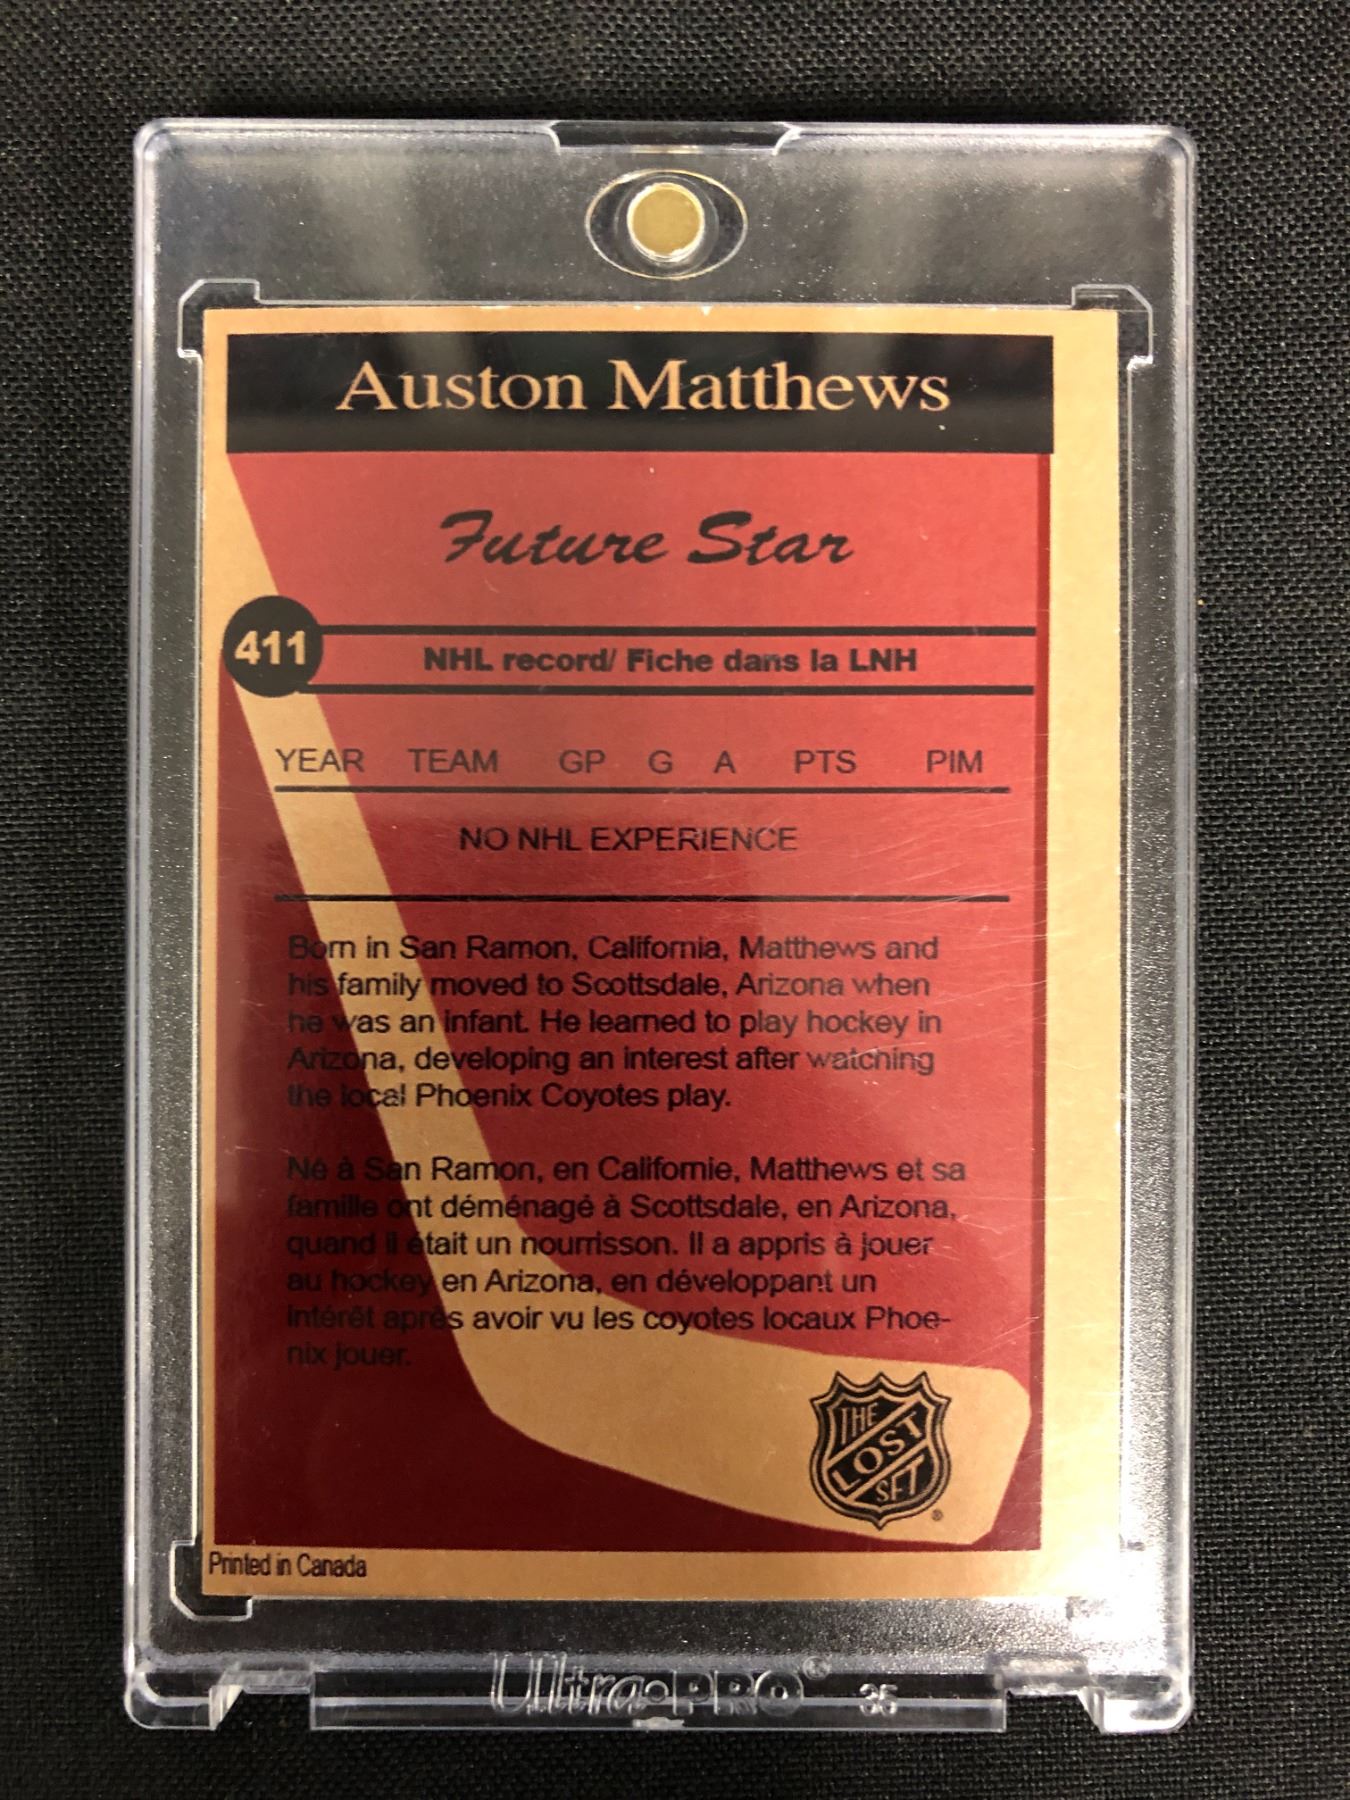 Auston Matthews
Future Star
411
NHL record/ Fiche dans la LNH
YEAR TEAM GP G A PTS PIM
NO NHL EXPERIENCE
Born in San Ramon, California, Matthews and
his family moved to Scottsdale, Arizona when
he was an infant. He learned to play hockey in
Arizona, developing an interest after watching
the local Phoenix Coyotes play.
Né à San Ramon, en Californie, Matthews et sa
famille ont déménagé à Scottsdale, en Arizona,
quand il était un nourrisson. Il a appris à jouer
au hockey en Arizona, en développant un
intérêt après avoir vu les coyotes locaux Phoe-
nix jouer.
THE
LOST
SET
®
Printed in Canada
Ultra•PRO® 35